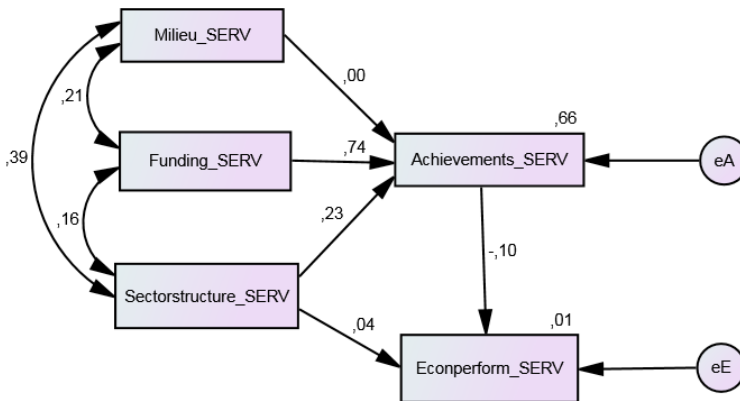 Milieu_SERV
,00
,21
,66
,39
Funding_SERV
,74
Achievements_SERV
eA
,16
,23
-,10
Sectorstructure_SERV
,04
,01
Econperform_SERV
eE